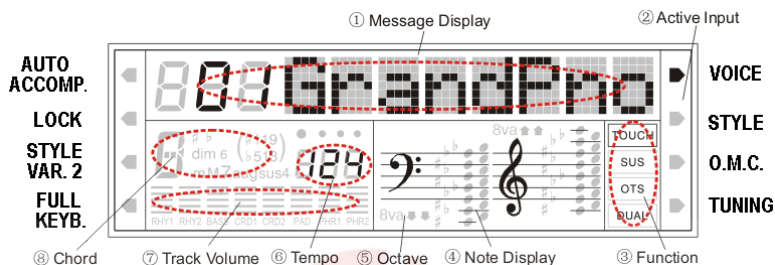 ① Message Display
② Active Input
AUTO ACCOMP.
LOCK
STYLE VAR. 2
FULL KEYB.
01GrandPno
VOICE
STYLE
O.M.C.
TUNING
dim 6
sus4
124
8va
8va
TOUCH
SUS
OTS
DUAL
RHY1 RHY2 BASS CRD1 CRD2 PAD PHR1 PHR2
⑧ Chord
⑦ Track Volume
⑥ Tempo
⑤ Octave
④ Note Display
③ Function